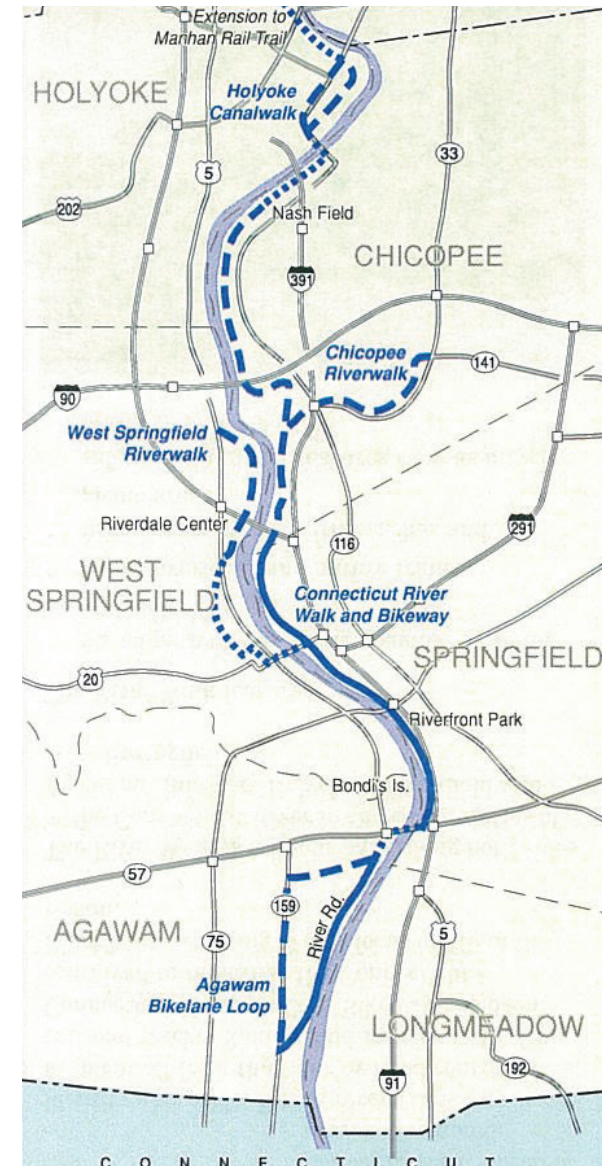 Extension to
Manhan Rail Trail
HOLYOKE
Holyoke
Canalwalk
5
33
202
Nash Field
CHICOPEE
391
Chicopee
Riverwalk
141
90
West Springfield
Riverwalk
Riverdale Center
116
291
WEST
SPRINGFIELD
Connecticut River
Walk and Bikeway
20
SPRINGFIELD
Riverfront Park
Bondi's Is.
57
159
River Rd.
5
AGAWAM
75
Agawam
Bikelane Loop
LONGMEADOW
91
192
CONNECTICUT